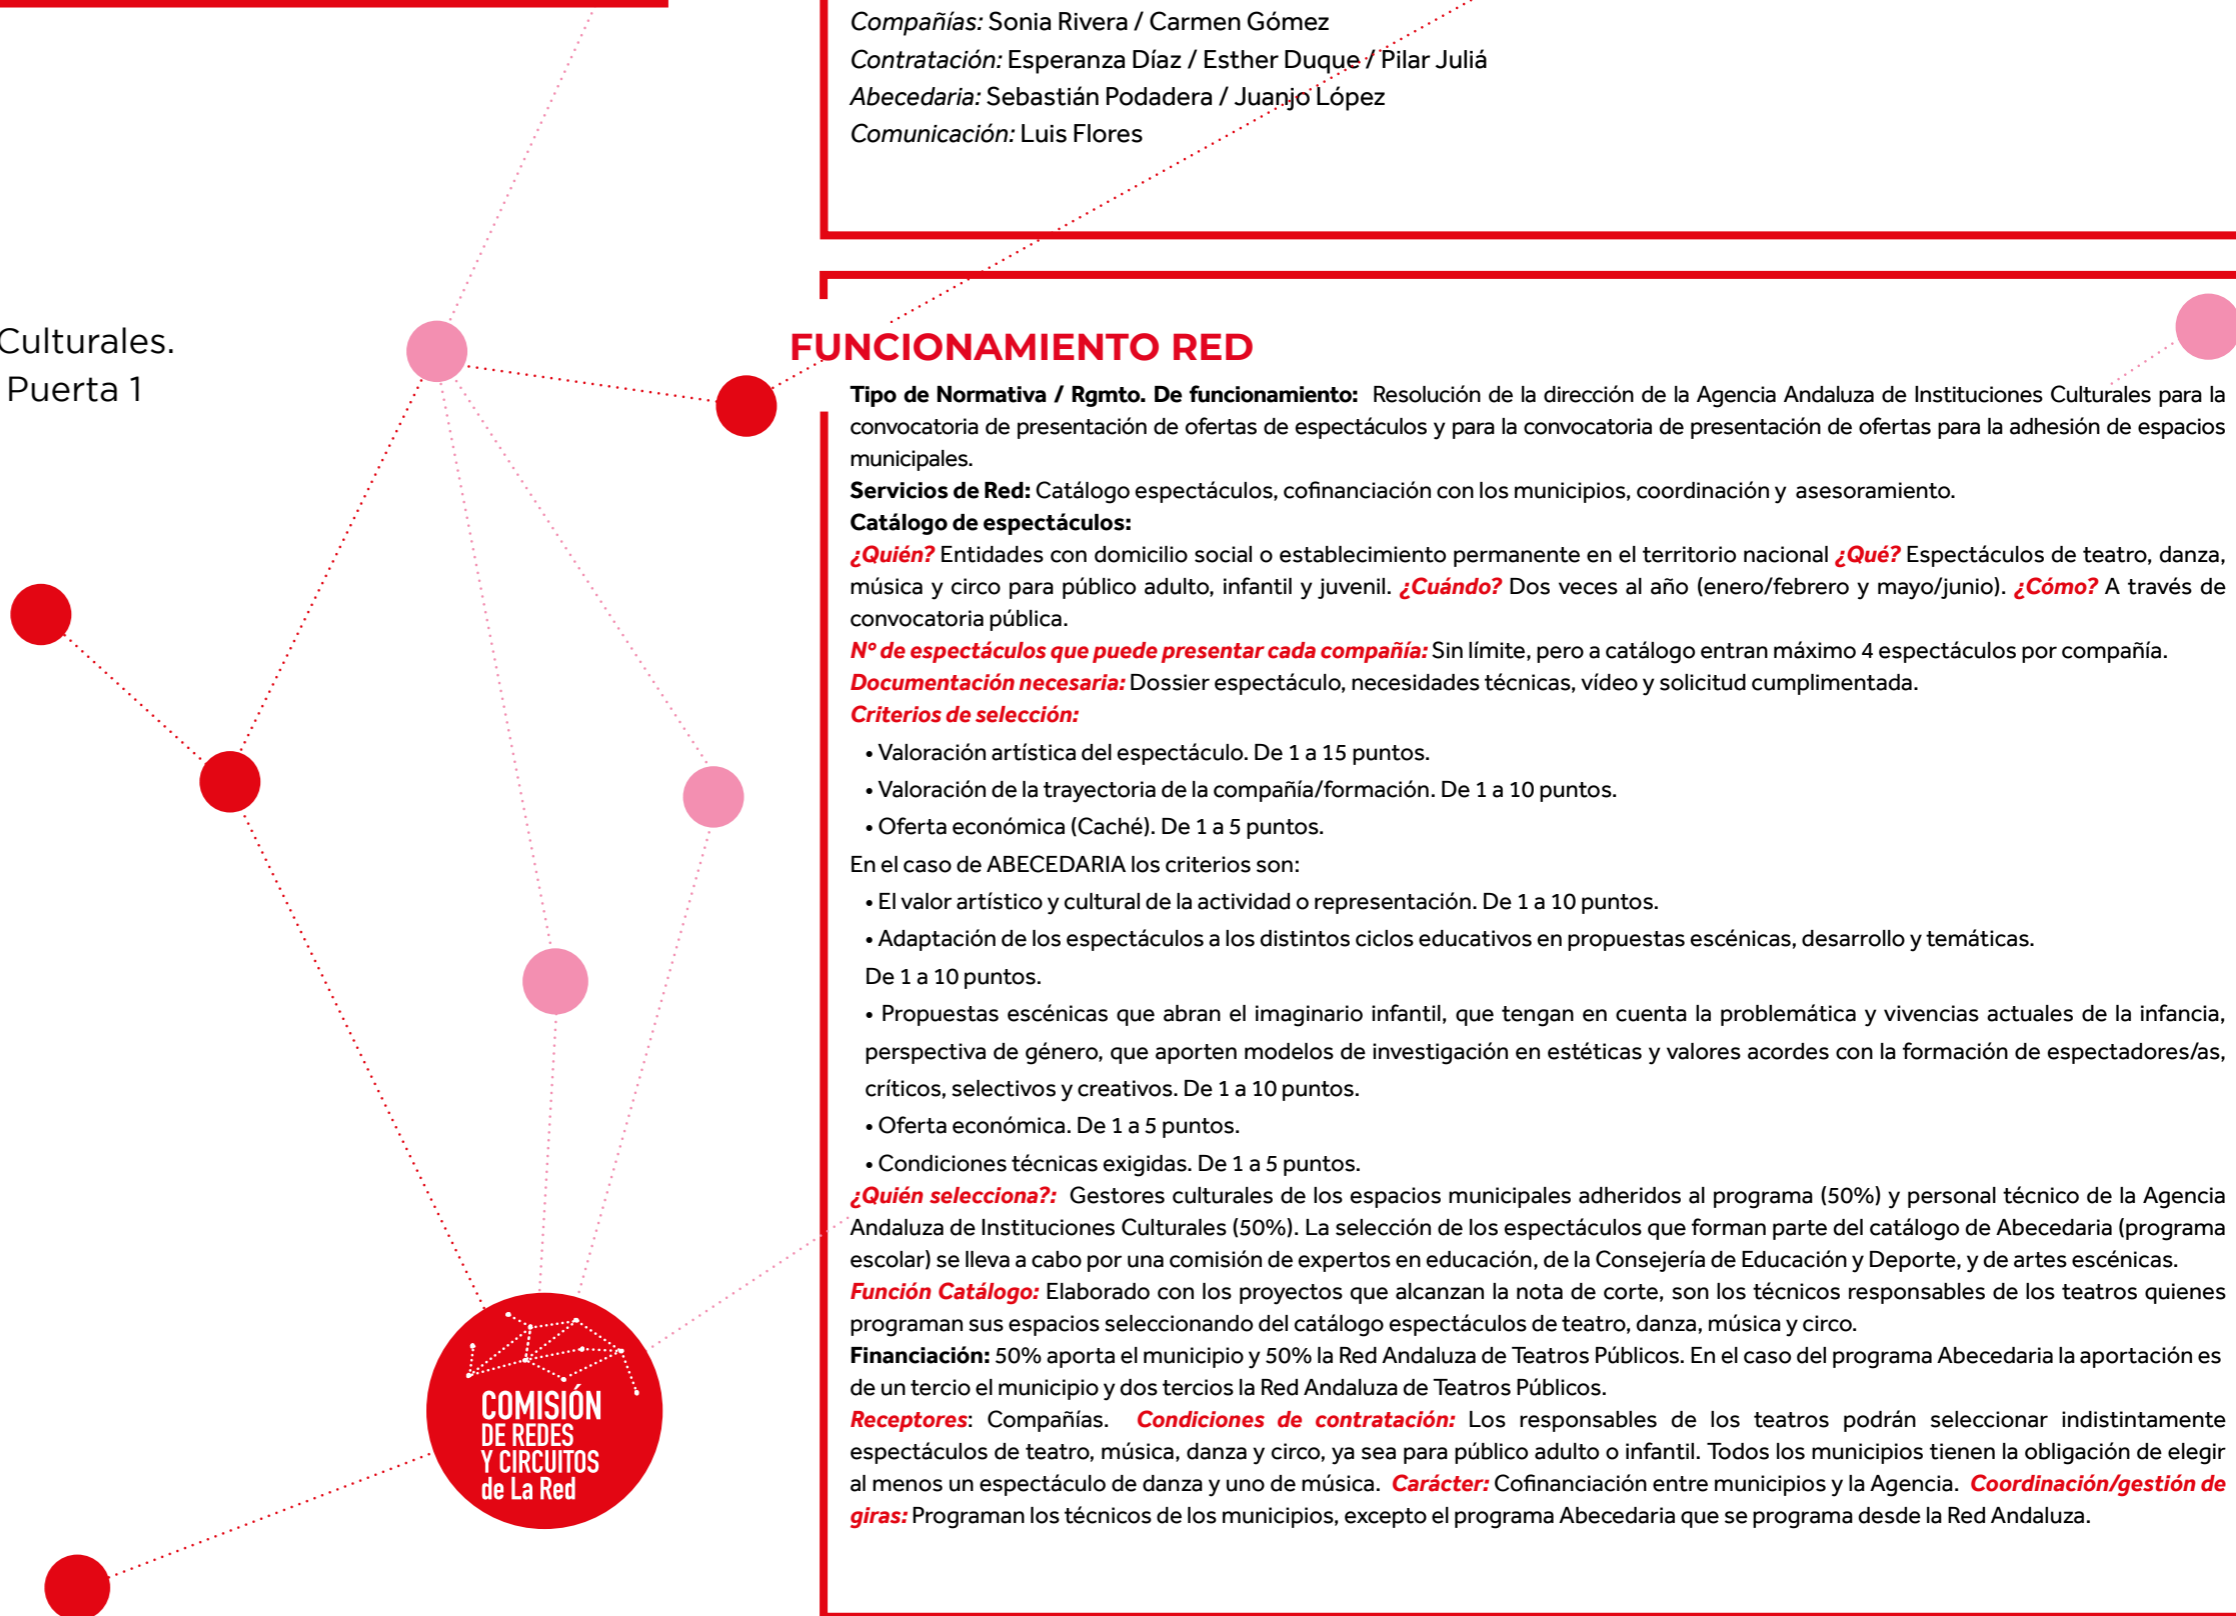 Compañías: Sonia Rivera / Carmen Gómez
Contratación: Esperanza Díaz / Esther Duque / Pilar Juliá
Abecedaria: Sebastián Podadera / Juanjo López
Comunicación: Luis Flores
Culturales.
Puerta 1
FUNCIONAMIENTO RED
Tipo de Normativa / Rgmto. De funcionamiento: Resolución de la dirección de la Agencia Andaluza de Instituciones Culturales para la
convocatoria de presentación de ofertas de espectáculos y para la convocatoria de presentación de ofertas para la adhesión de espacios
municipales.
Servicios de Red: Catálogo espectáculos, cofinanciación con los municipios, coordinación y asesoramiento.
Catálogo de espectáculos:
¿Quién? Entidades con domicilio social o establecimiento permanente en el territorio nacional ¿Qué? Espectáculos de teatro, danza,
música y circo para público adulto, infantil y juvenil. ¿Cuándo? Dos veces al año (enero/febrero y mayo/junio). ¿Cómo? A través de
convocatoria pública.
Nº de espectáculos que puede presentar cada compañía: Sin límite, pero a catálogo entran máximo 4 espectáculos por compañía.
Documentación necesaria: Dossier espectáculo, necesidades técnicas, vídeo y solicitud cumplimentada.
Criterios de selección:
• Valoración artística del espectáculo. De 1 a 15 puntos.
• Valoración de la trayectoria de la compañía/formación. De 1 a 10 puntos.
• Oferta económica (Caché). De 1 a 5 puntos.
En el caso de ABECEDARIA los criterios son:
• El valor artístico y cultural de la actividad o representación. De 1 a 10 puntos.
• Adaptación de los espectáculos a los distintos ciclos educativos en propuestas escénicas, desarrollo y temáticas.
De 1 a 10 puntos.
• Propuestas escénicas que abran el imaginario infantil, que tengan en cuenta la problemática y vivencias actuales de la infancia,
perspectiva de género, que aporten modelos de investigación en estéticas y valores acordes con la formación de espectadores/as,
críticos, selectivos y creativos. De 1 a 10 puntos.
• Oferta económica. De 1 a 5 puntos.
• Condiciones técnicas exigidas. De 1 a 5 puntos.
¿Quién selecciona?: Gestores culturales de los espacios municipales adheridos al programa (50%) y personal técnico de la Agencia
Andaluza de Instituciones Culturales (50%). La selección de los espectáculos que forman parte del catálogo de Abecedaria (programa
escolar) se lleva a cabo por una comisión de expertos en educación, de la Consejería de Educación y Deporte, y de artes escénicas.
Función Catálogo: Elaborado con los proyectos que alcanzan la nota de corte, son los técnicos responsables de los teatros quienes
programan sus espacios seleccionando del catálogo espectáculos de teatro, danza, música y circo.
Financiación: 50% aporta el municipio y 50% la Red Andaluza de Teatros Públicos. En el caso del programa Abecedaria la aportación es
de un tercio el municipio y dos tercios la Red Andaluza de Teatros Públicos.
Receptores: Compañías. Condiciones de contratación: Los responsables de los teatros podrán seleccionar indistintamente
espectáculos de teatro, música, danza y circo, ya sea para público adulto o infantil. Todos los municipios tienen la obligación de elegir
al menos un espectáculo de danza y uno de música. Carácter: Cofinanciación entre municipios y la Agencia. Coordinación/gestión de
giras: Programan los técnicos de los municipios, excepto el programa Abecedaria que se programa desde la Red Andaluza.
COMISIÓN
DE REDES
Y CIRCUITOS
de La Red